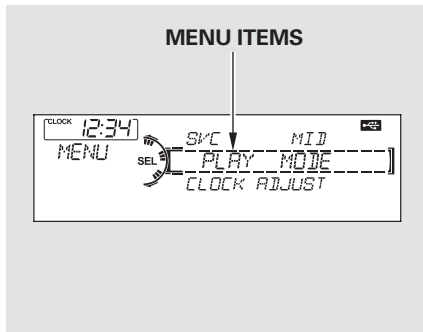 MENU ITEMS
CLOCK 12:34
SVC MID
MENU
SEL PLAY MODE
CLOCK ADJUST